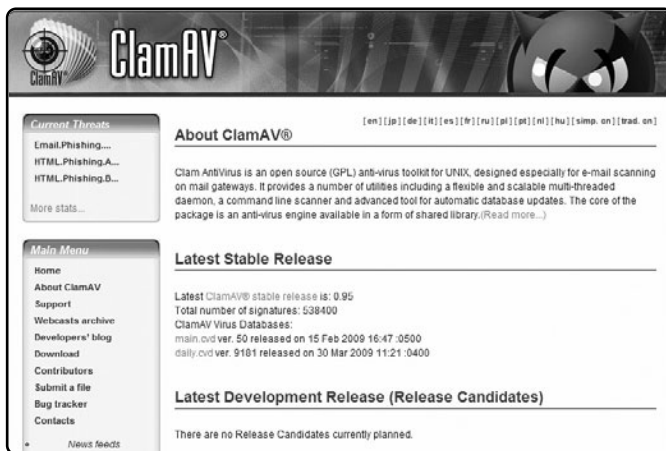 ClamAV®
ClamAV®
[en] [jp] [de] [it] [es] [fr] [ru] [pl] [pt] [nl] [hu] [simp. cn] [trad. cn]
Current Threats
Email.Phishing....
HTML.Phishing.A...
HTML.Phishing.B...
More stats...
Main Menu
Home
About ClamAV
Support
Webcasts archive
Developers' blog
Download
Contributors
Submit a file
Bug tracker
Contacts
News feeds
About ClamAV®
Clam AntiVirus is an open source (GPL) anti-virus toolkit for UNIX, designed especially for e-mail scanning
on mail gateways. It provides a number of utilities including a flexible and scalable multi-threaded
daemon, a command line scanner and advanced tool for automatic database updates. The core of the
package is an anti-virus engine available in a form of shared library.(Read more...)
Latest Stable Release
Latest ClamAV® stable release is: 0.95
Total number of signatures: 538400
ClamAV Virus Databases:
main.cvd ver. 50 released on 15 Feb 2009 16:47 :0500
daily.cvd ver. 9181 released on 30 Mar 2009 11:21 :0400
Latest Development Release (Release Candidates)
There are no Release Candidates currently planned.